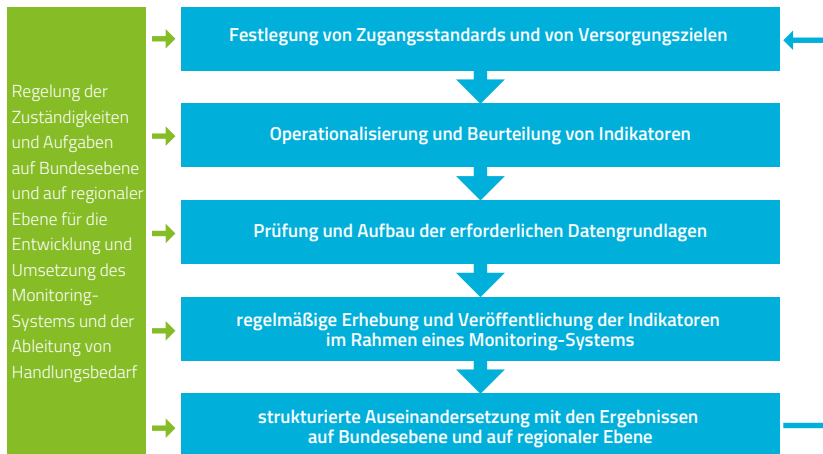 Regelung der
Zuständigkeiten
und Aufgaben
auf Bundesebene
und auf regionaler
Ebene für die
Entwicklung und
Umsetzung des
Monitoring-
Systems und der
Ableitung von
Handlungsbedarf
Festlegung von Zugangsstandards und von Versorgungszielen
Operationalisierung und Beurteilung von Indikatoren
Prüfung und Aufbau der erforderlichen Datengrundlagen
regelmäßige Erhebung und Veröffentlichung der Indikatoren
im Rahmen eines Monitoring-Systems
strukturierte Auseinandersetzung mit den Ergebnissen
auf Bundesebene und auf regionaler Ebene